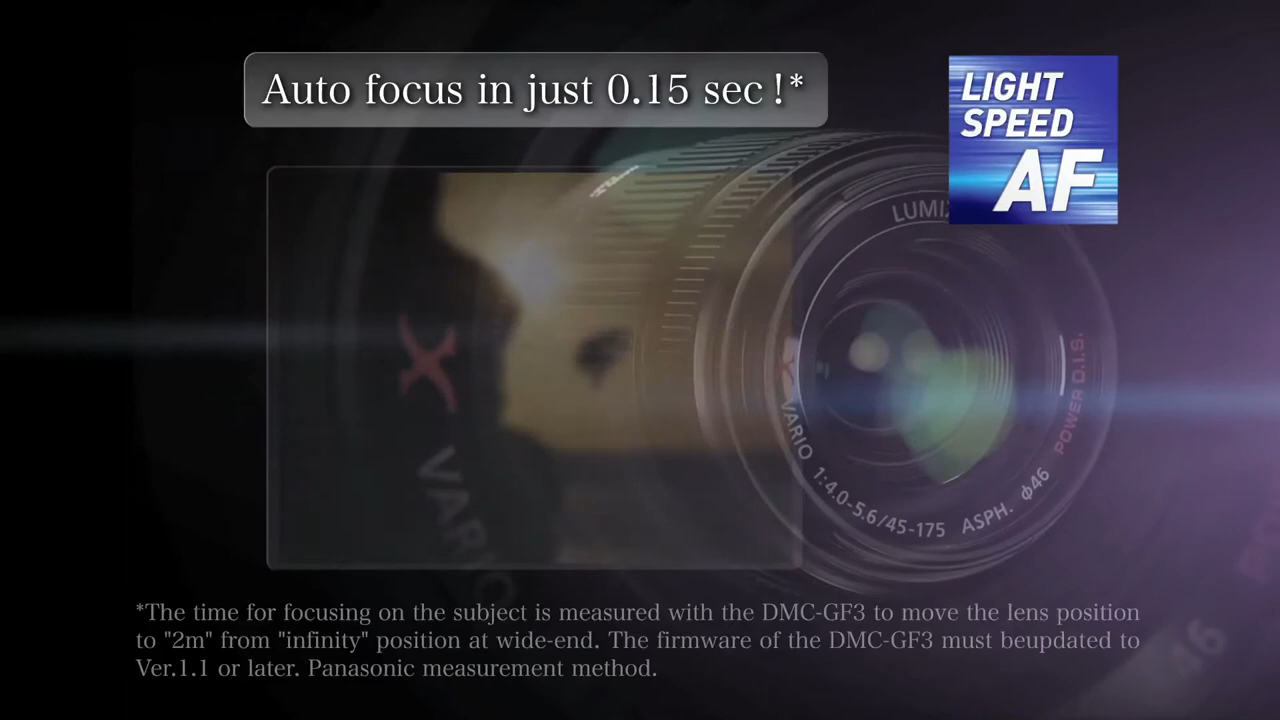 Auto focus in just 0.15 sec !*
LIGHT
SPEED
AF
LUMIX
X VARIO 1:4.0-5.6/45-175 ASPH. ϕ46 POWER O.I.S.
X VARIO
46
*The time for focusing on the subject is measured with the DMC-GF3 to move the lens position
to "2m" from "infinity" position at wide-end. The firmware of the DMC-GF3 must beupdated to
Ver.1.1 or later. Panasonic measurement method.